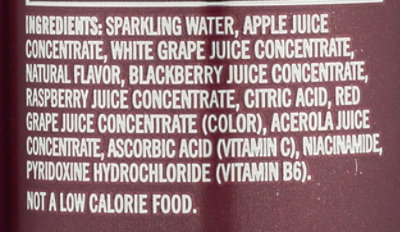 INGREDIENTS: SPARKLING WATER, APPLE JUICE
CONCENTRATE, WHITE GRAPE JUICE CONCENTRATE,
NATURAL FLAVOR, BLACKBERRY JUICE CONCENTRATE,
RASPBERRY JUICE CONCENTRATE, CITRIC ACID, RED
GRAPE JUICE CONCENTRATE (COLOR), ACEROLA JUICE
CONCENTRATE, ASCORBIC ACID (VITAMIN C), NIACINAMIDE,
PYRIDOXINE HYDROCHLORIDE (VITAMIN B6).
NOT A LOW CALORIE FOOD.